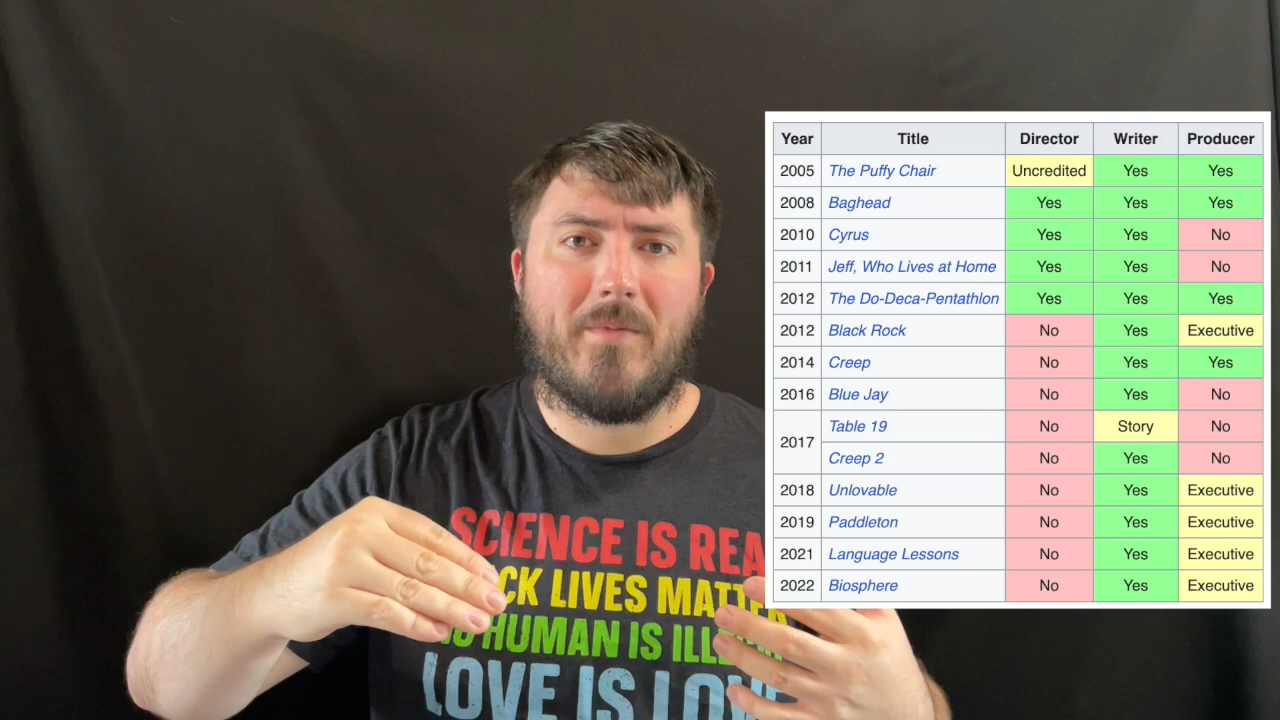 Year Title Director Writer Producer
2005 The Puffy Chair Uncredited Yes Yes
2008 Baghead Yes Yes Yes
2010 Cyrus Yes Yes No
2011 Jeff, Who Lives at Home Yes Yes No
2012 The Do-Deca-Pentathlon Yes Yes Yes
2012 Black Rock No Yes Executive
2014 Creep No Yes Yes
2016 Blue Jay No Yes No
2017 Table 19 No Story No
Creep 2 No Yes No
2018 Unlovable No Yes Executive
2019 Paddleton No Yes Executive
2021 Language Lessons No Yes Executive
2022 Biosphere No Yes Executive
SCIENCE IS REA
CK LIVES MATTER
HUMAN IS ILLE
LOVE IS LOVE